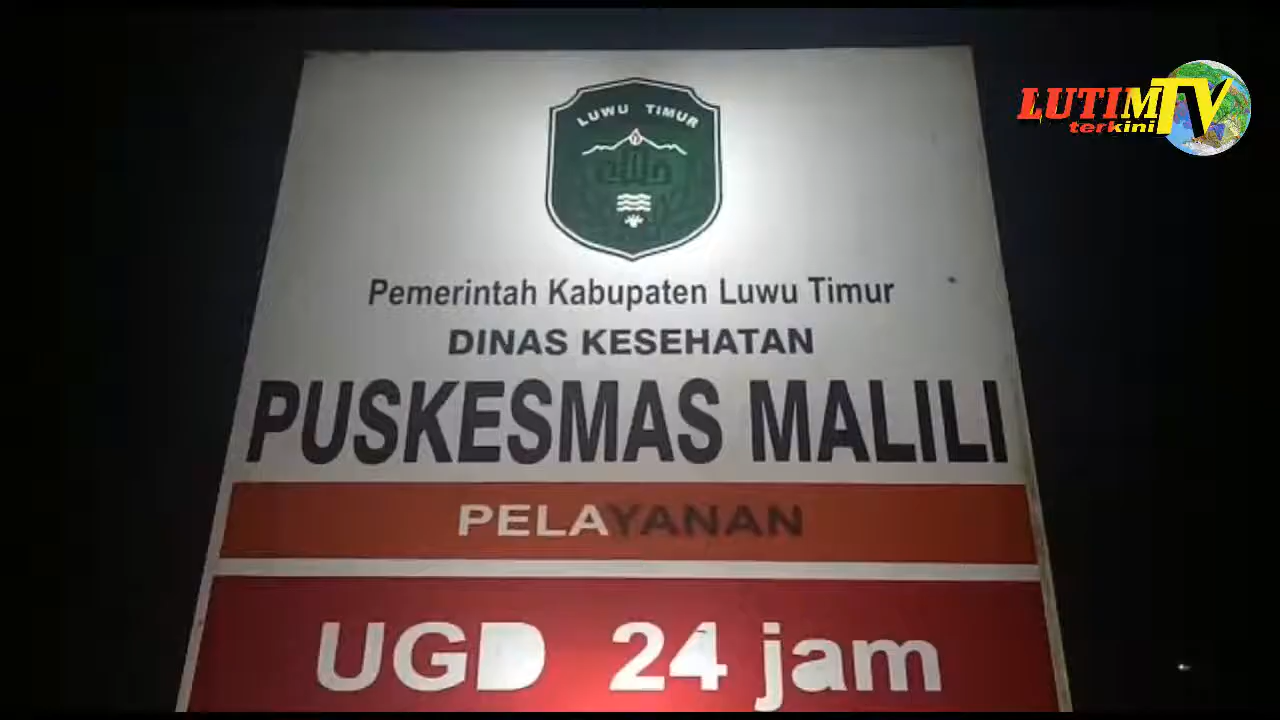 LUWU TIMUR
LUTIM TV
terkini
Pemerintah Kabupaten Luwu Timur
DINAS KESEHATAN
PUSKESMAS MALILI
PELAYANAN
UGD 24 jam